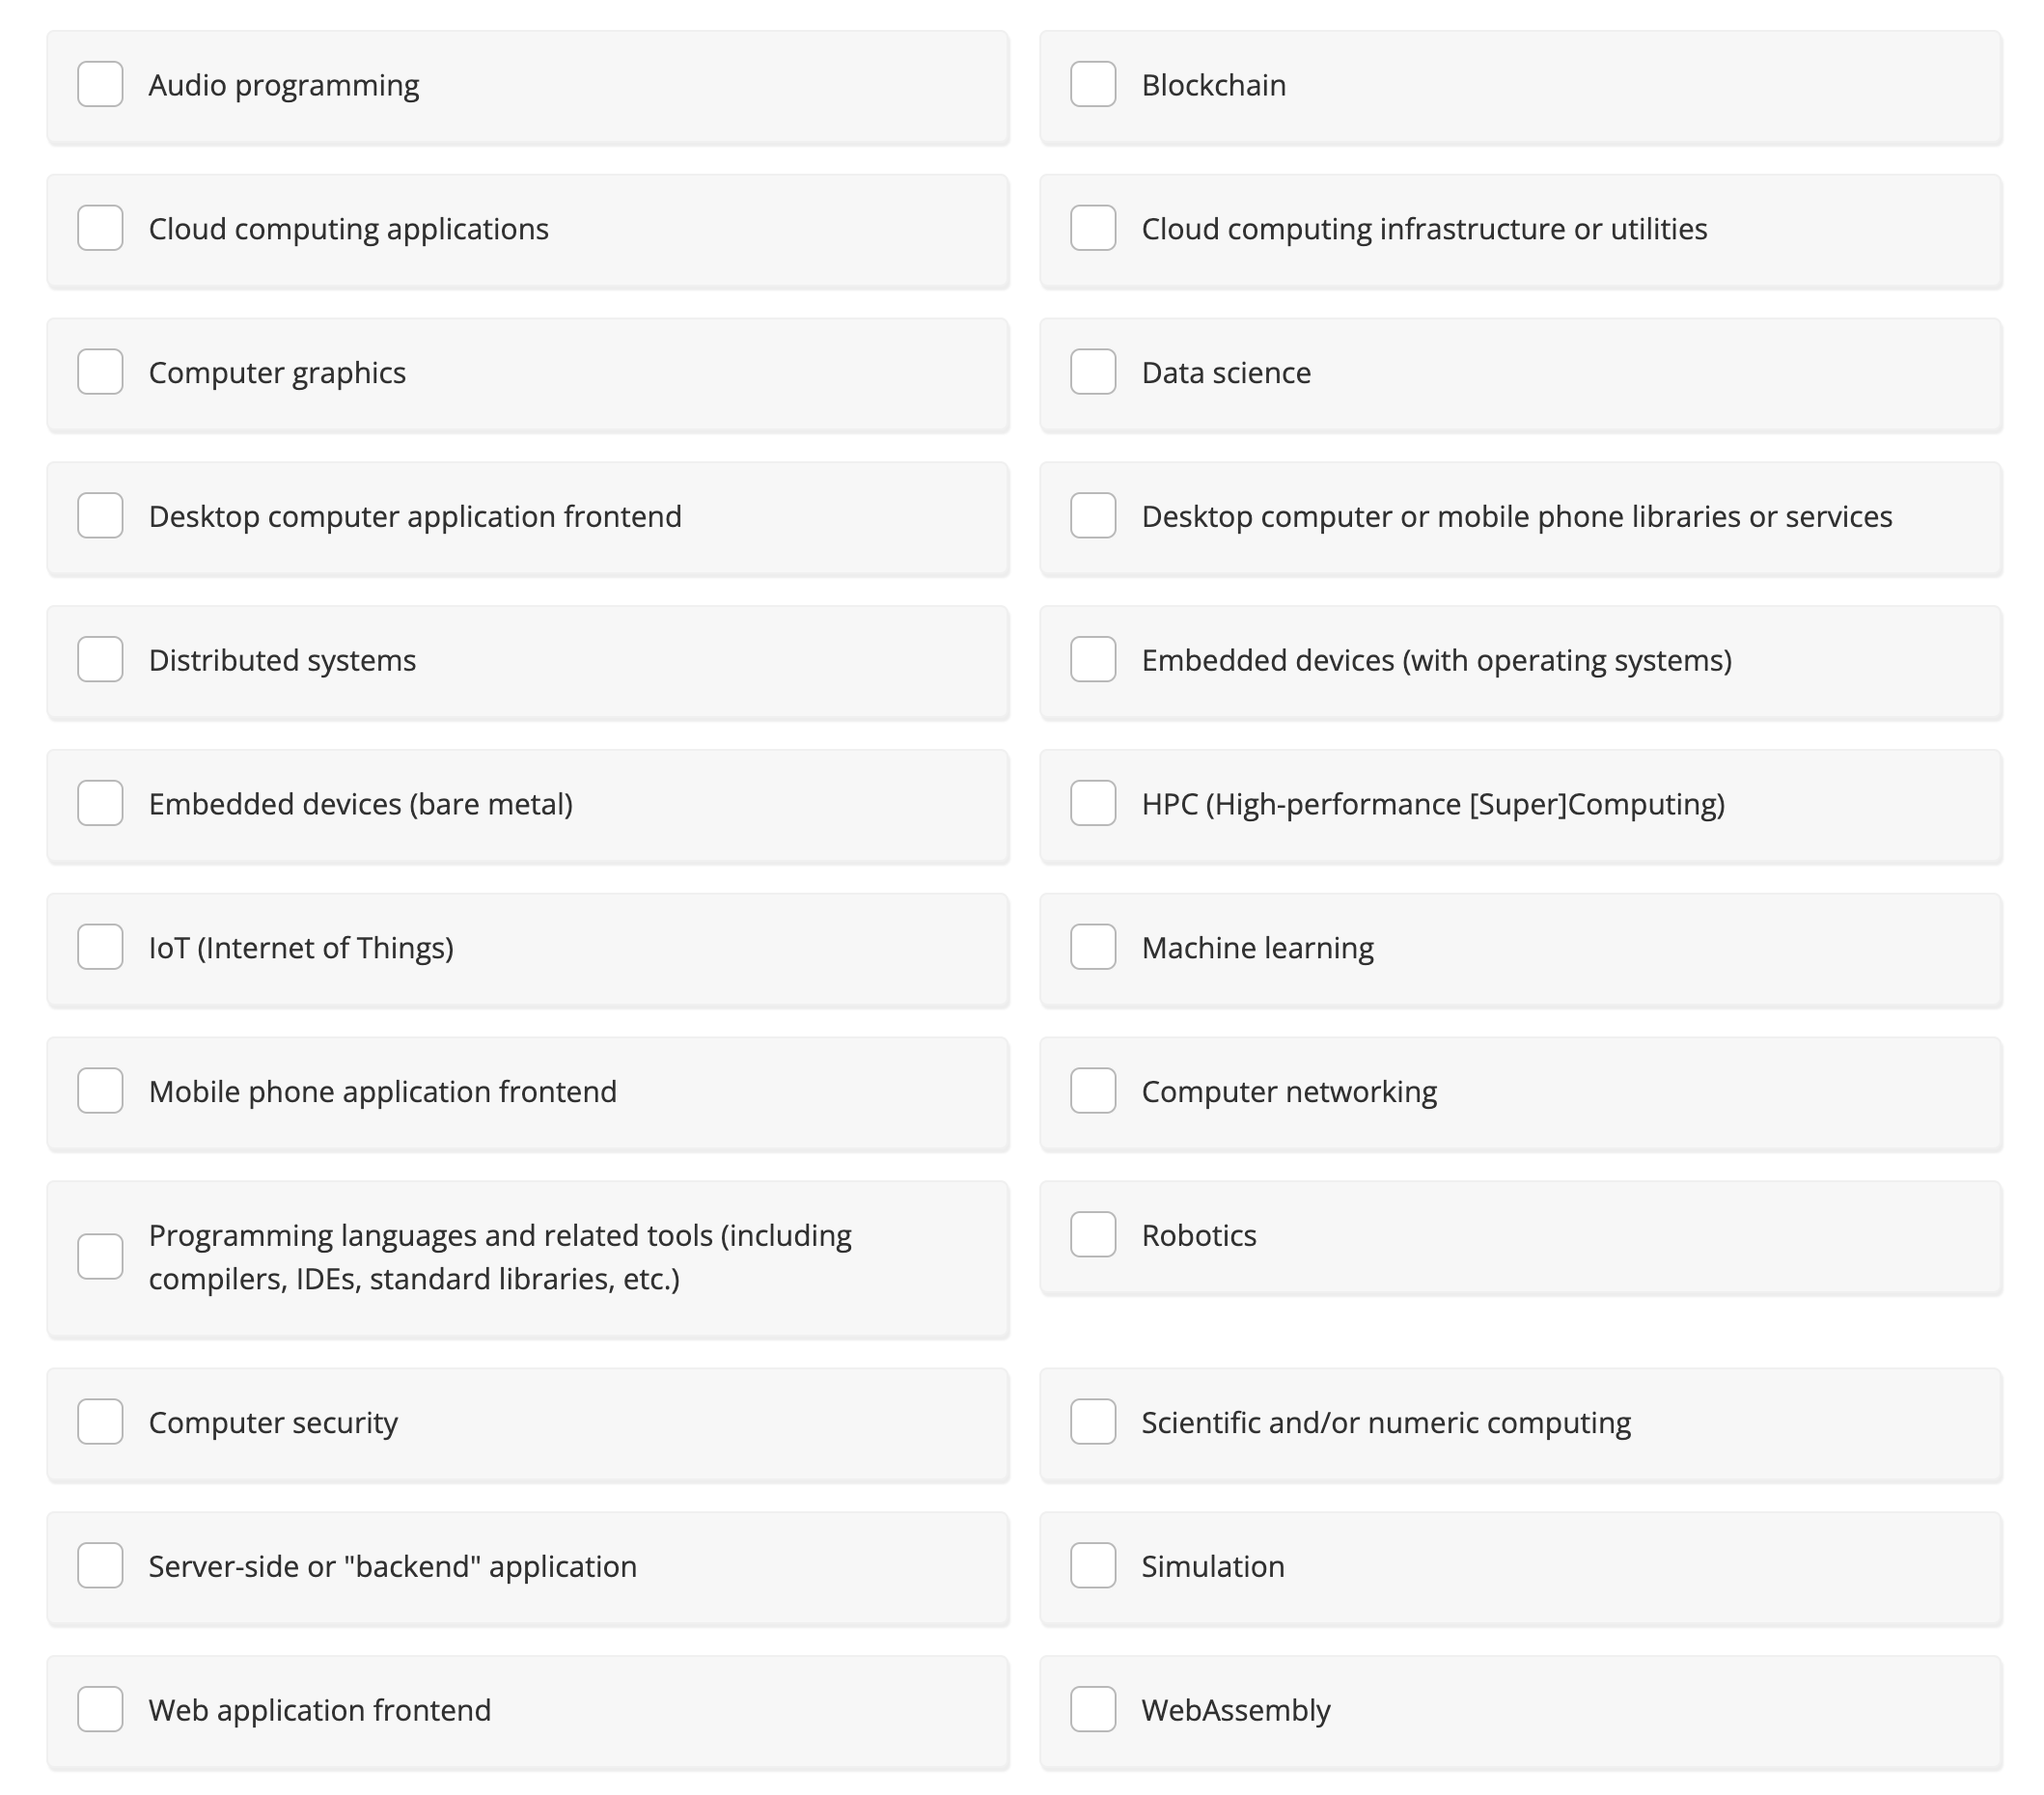 Audio programming
Blockchain
Cloud computing applications
Cloud computing infrastructure or utilities
Computer graphics
Data science
Desktop computer application frontend
Desktop computer or mobile phone libraries or services
Distributed systems
Embedded devices (with operating systems)
Embedded devices (bare metal)
HPC (High-performance [Super]Computing)
IoT (Internet of Things)
Machine learning
Mobile phone application frontend
Computer networking
Programming languages and related tools (including
compilers, IDEs, standard libraries, etc.)
Robotics
Computer security
Scientific and/or numeric computing
Server-side or "backend" application
Simulation
Web application frontend
WebAssembly